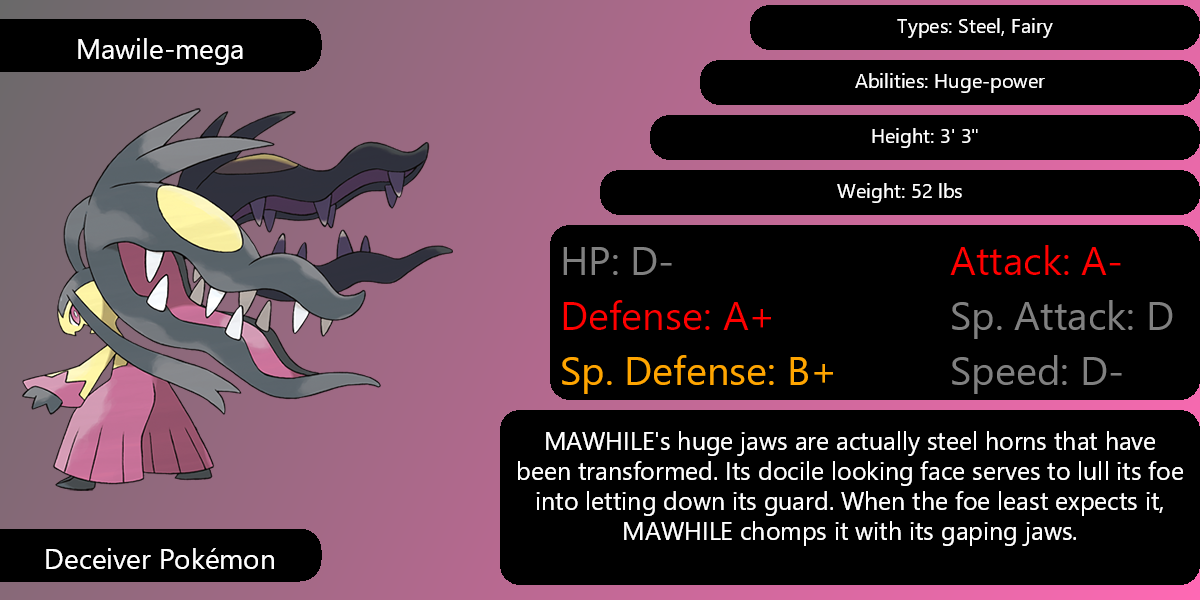 Mawile-mega
Types: Steel, Fairy
Abilities: Huge-power
Height: 3' 3"
Weight: 52 lbs
HP: D-
Attack: A-
Defense: A+
Sp. Attack: D
Sp. Defense: B+
Speed: D-
MAWHILE's huge jaws are actually steel horns that have
been transformed. Its docile looking face serves to lull its foe
into letting down its guard. When the foe least expects it,
MAWHILE chomps it with its gaping jaws.
Deceiver Pokémon